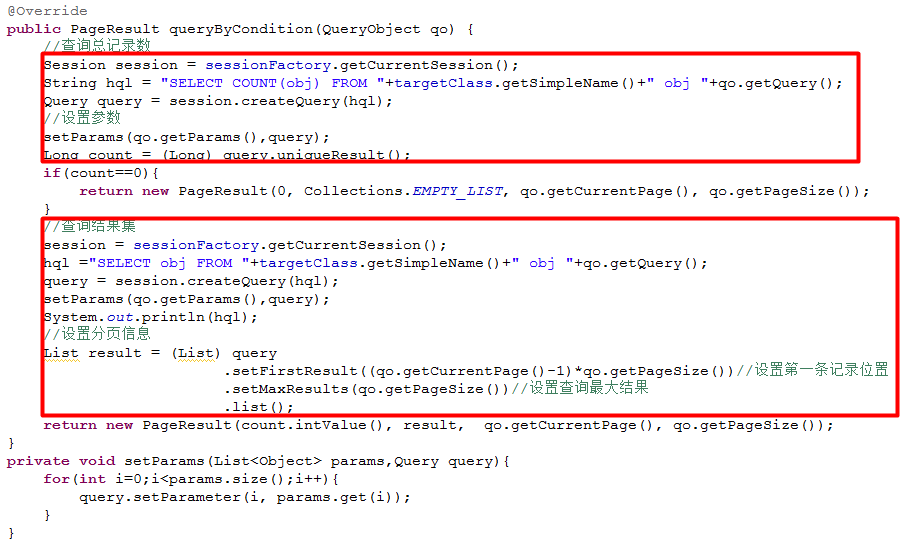 @Override
public PageResult queryByCondition(QueryObject qo) {
//查询总记录数
Session session = sessionFactory.getCurrentSession();
String hql = "SELECT COUNT(obj) FROM "+targetClass.getSimpleName()+" obj "+qo.getQuery();
Query query = session.createQuery(hql);
//设置参数
setParams(qo.getParams(),query);
Long count = (Long) query.uniqueResult();
if(count==0){
return new PageResult(0, Collections.EMPTY_LIST, qo.getCurrentPage(), qo.getPageSize());
}
//查询结果集
session = sessionFactory.getCurrentSession();
hql ="SELECT obj FROM "+targetClass.getSimpleName()+" obj "+qo.getQuery();
query = session.createQuery(hql);
setParams(qo.getParams(),query);
System.out.println(hql);
//设置分页信息
List result = (List) query
.setFirstResult((qo.getCurrentPage()-1)*qo.getPageSize())//设置第一条记录位置
.setMaxResults(qo.getPageSize())//设置查询最大结果
.list();
return new PageResult(count.intValue(), result,  qo.getCurrentPage(), qo.getPageSize());
}
private void setParams(List<Object> params,Query query){
for(int i=0;i<params.size();i++){
query.setParameter(i, params.get(i));
}
}